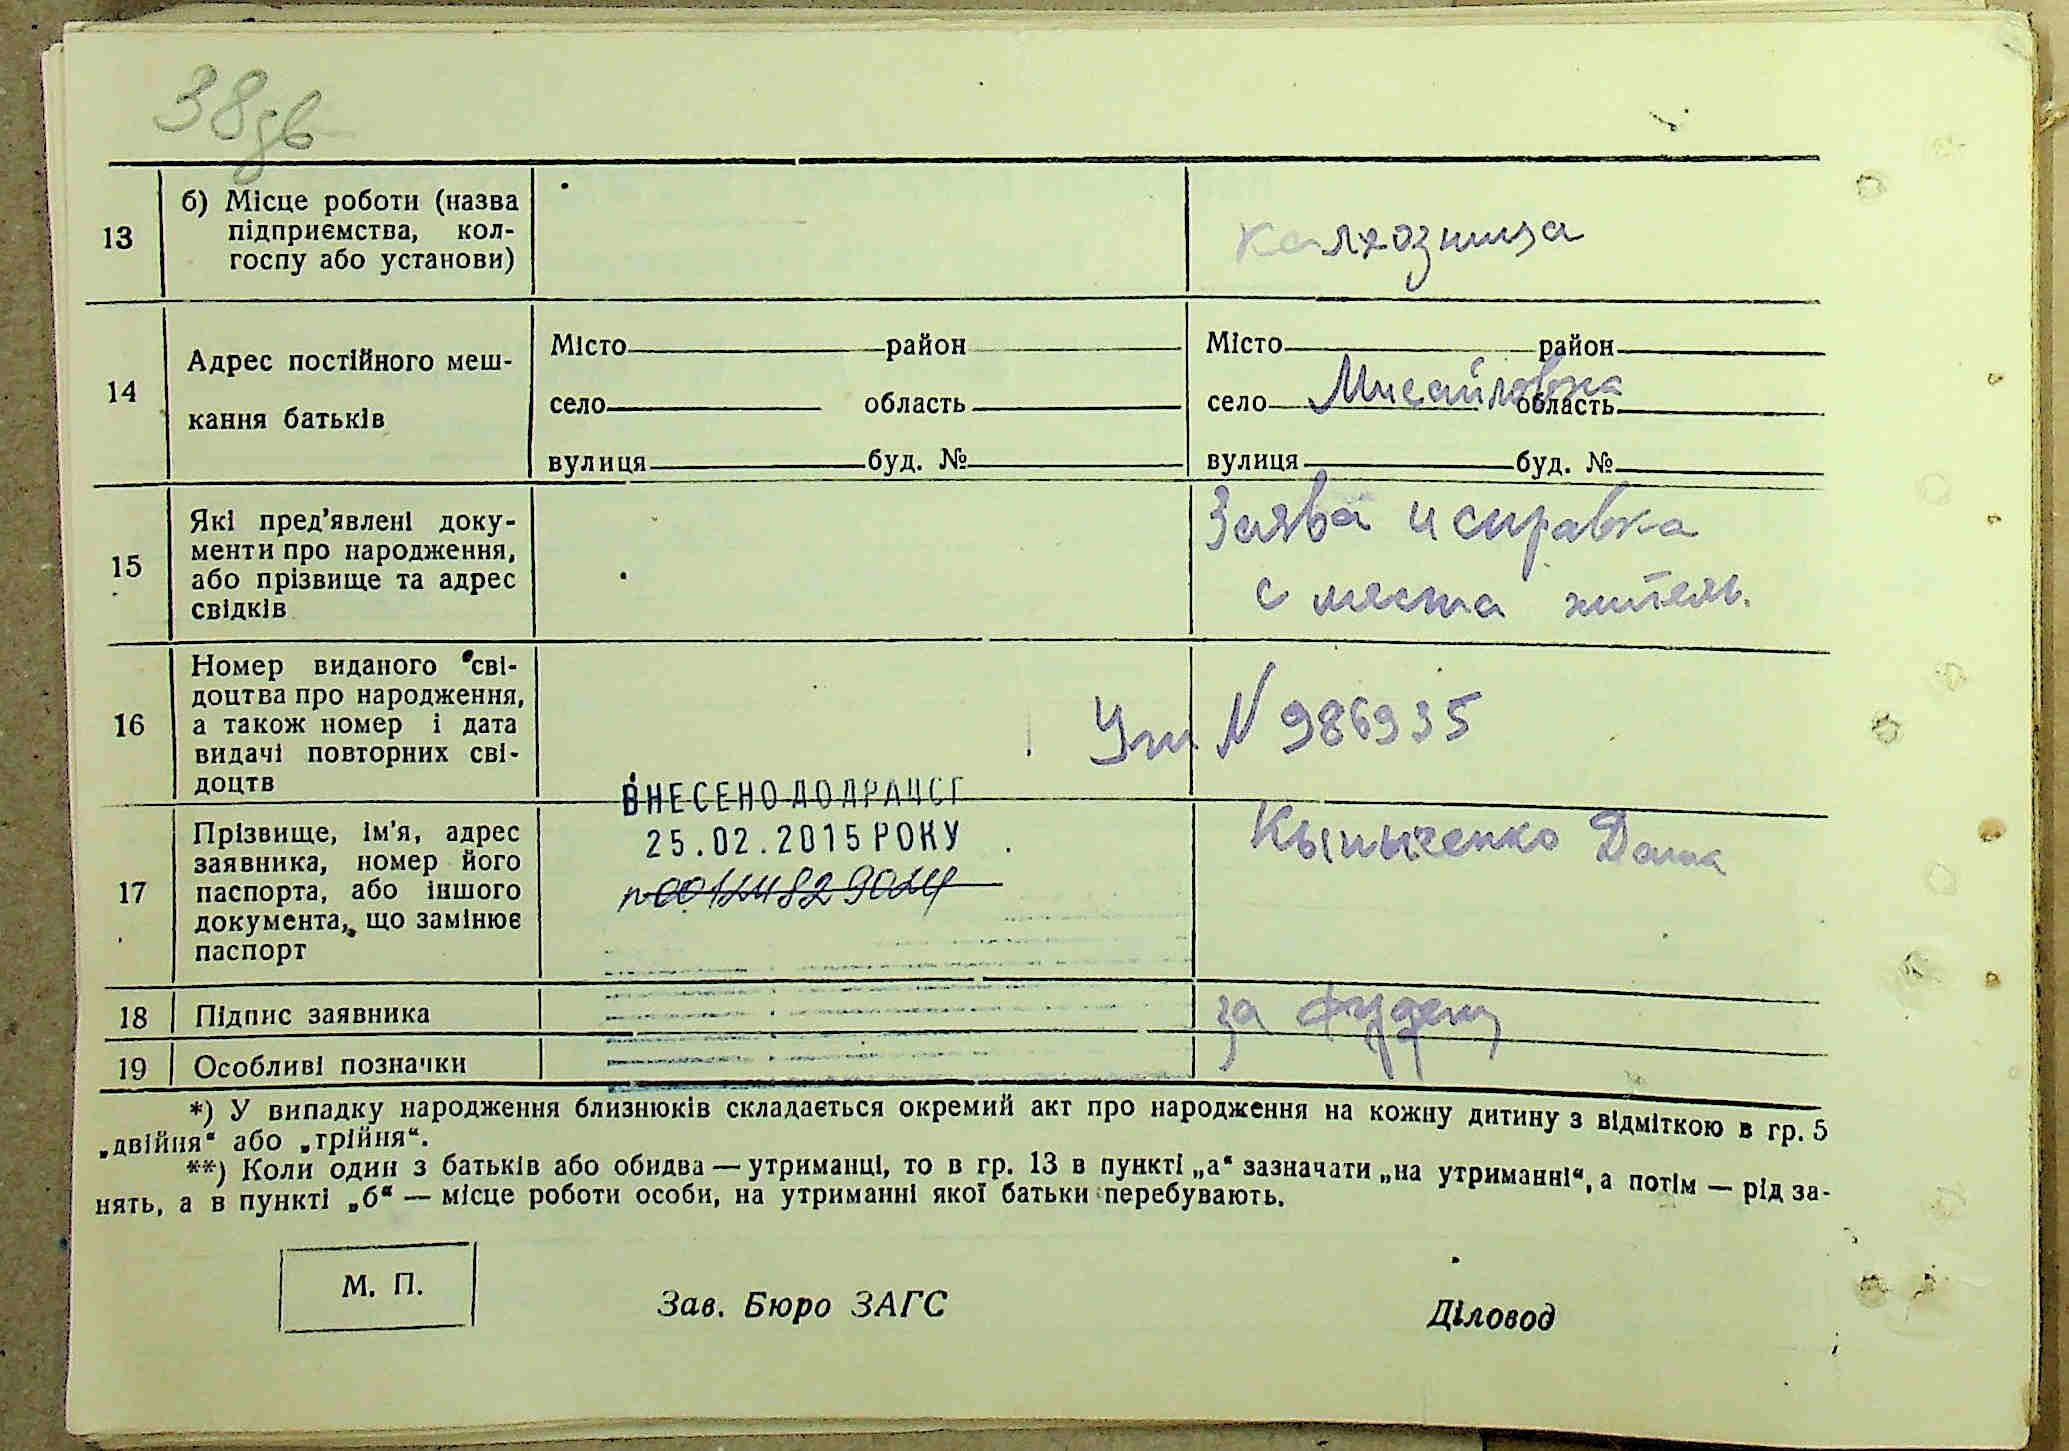 38
13
б) Місце роботи (назва
підприємства, кол-
госпу або установи)
колхозница
14
Адрес постійного меш-
кання батьків
Місто район
село область
вулиця буд. №
Місто район
село Мисайловка область
вулиця буд. №
15
Які пред'явлені доку-
менти про народження,
або прізвище та адрес
свідків
Заява и справка
с места житель.
16
Номер виданого сві-
доцтва про народження,
а також номер і дата
видачі повторних сві-
доцтв
N 986935
ВНЕСЕНО ДО ДРАЦСГ
25.02.2015 РОКУ
17
Прізвище, ім'я, адрес
заявника, номер його
паспорта, або іншого
документа, що замінює
паспорт
18
Підпис заявника
за
19
Особливі позначки
*) У випадку народження близнюків складається окремий акт про народження на кожну дитину з відміткою в гр. 5
„двійня“ або „трійня“.
**) Коли один з батьків або обидва — утриманці, то в гр. 13 в пункті „а“ зазначати „на утриманні“, а потім — рід за-
нять, а в пункті „б“ — місце роботи особи, на утриманні якої батьки перебувають.
М. П.
Зав. Бюро ЗАГС
Діловод